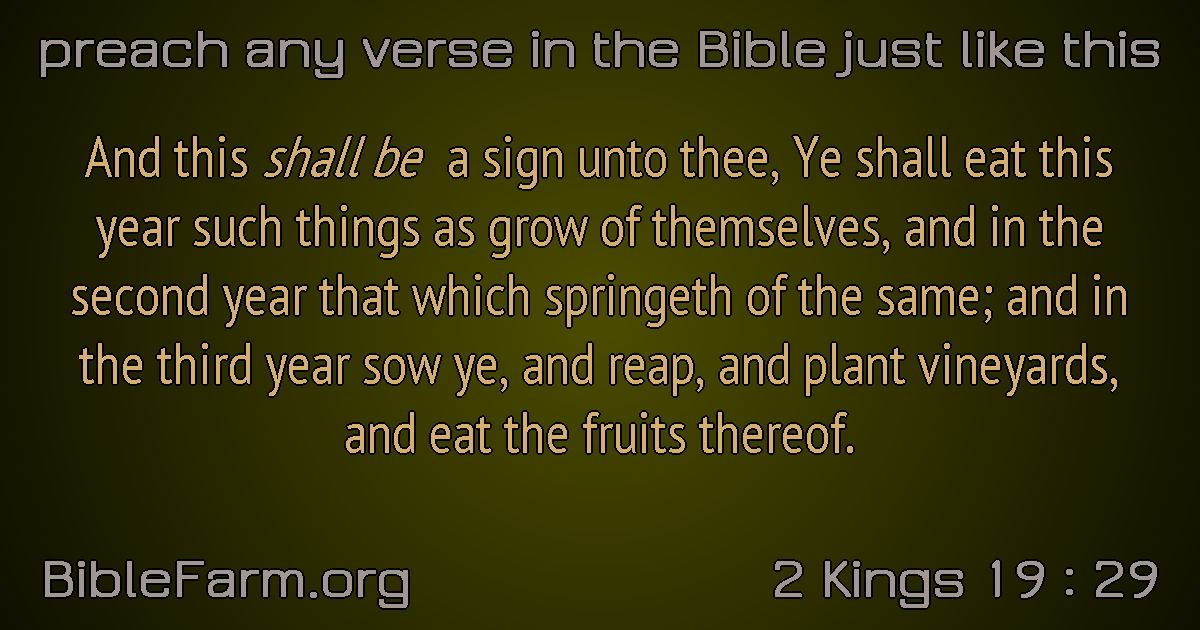 preach any verse in the Bible just like this
And this shall be a sign unto thee, Ye shall eat this
year such things as grow of themselves, and in the
second year that which springeth of the same; and in
the third year sow ye, and reap, and plant vineyards,
and eat the fruits thereof.
BibleFarm.org
2 Kings 19 : 29